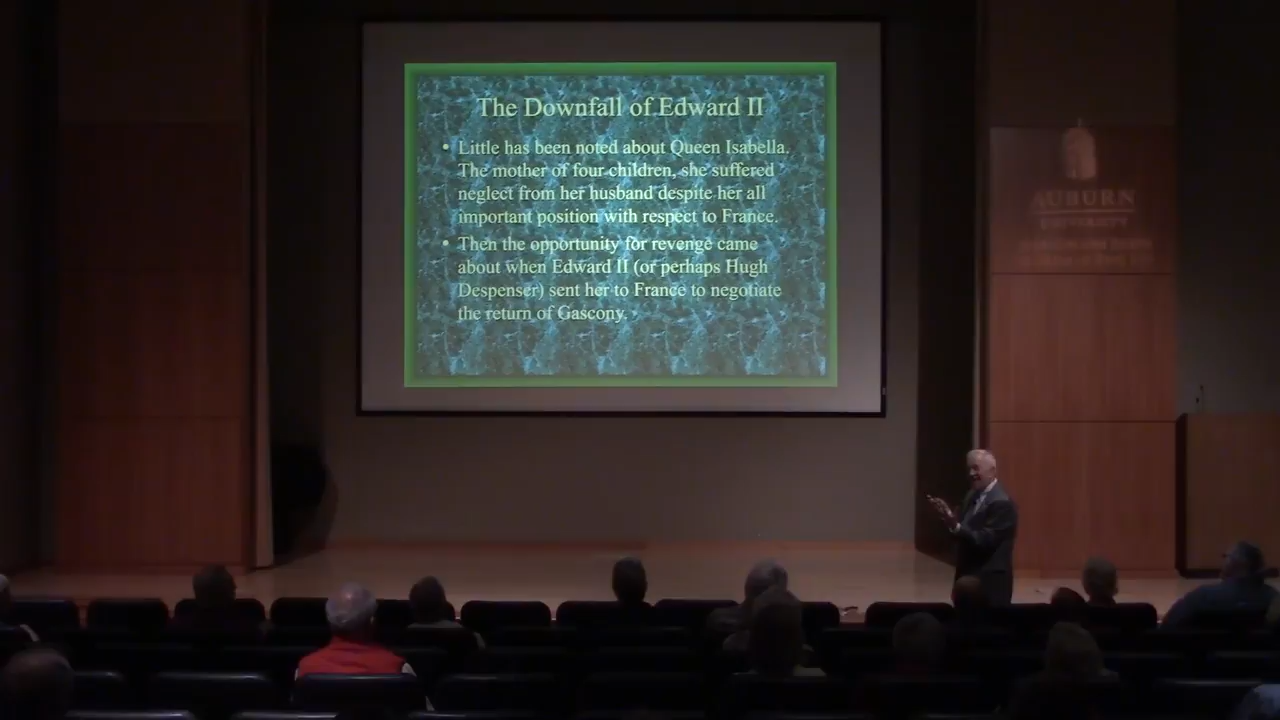 The Downfall of Edward II
• Little has been noted about Queen Isabella.
The mother of four children, she suffered
neglect from her husband despite her all
important position with respect to France.
• Then the opportunity for revenge came
about when Edward II (or perhaps Hugh
Despenser) sent her to France to negotiate
the return of Gascony.
AUBURN
UNIVERSITY